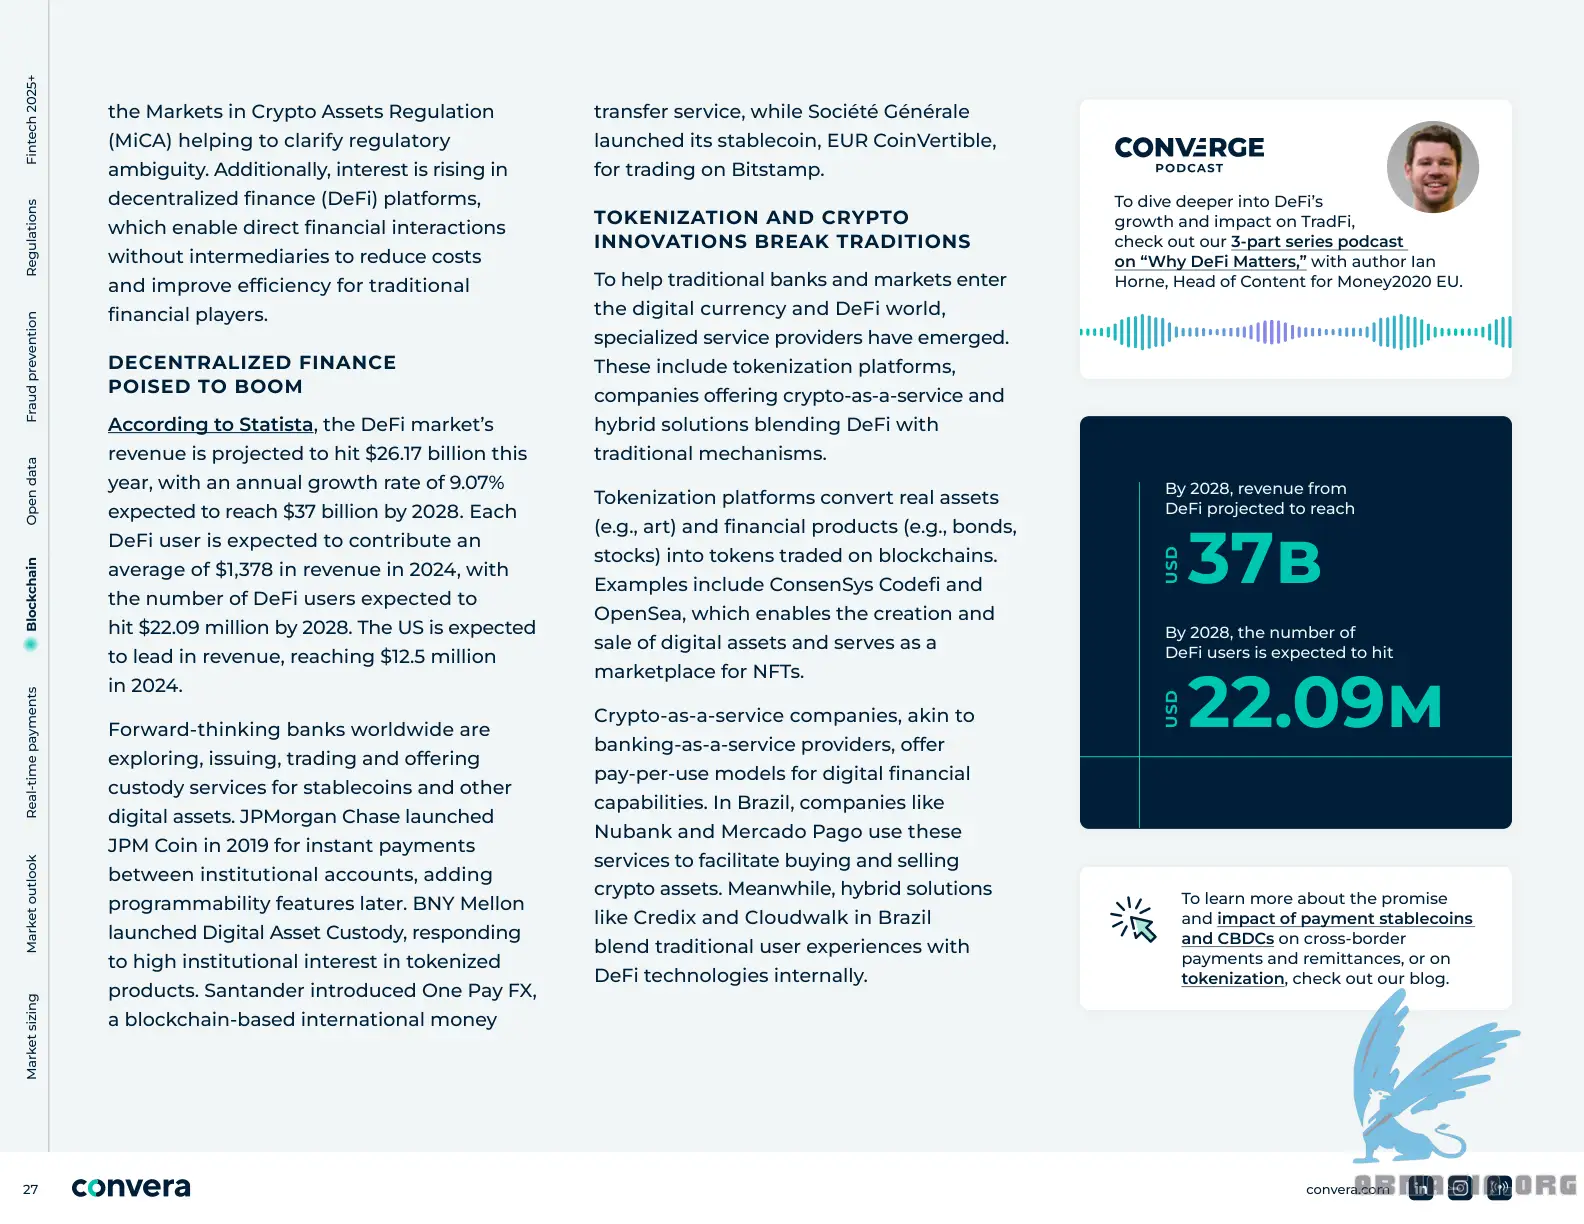 Fintech 2025+
Regulations
Fraud prevention
Open data
Blockchain
Real-time payments
Market outlook
Market sizing
the Markets in Crypto Assets Regulation
(MiCA) helping to clarify regulatory
ambiguity. Additionally, interest is rising in
decentralized finance (DeFi) platforms,
which enable direct financial interactions
without intermediaries to reduce costs
and improve efficiency for traditional
financial players.
DECENTRALIZED FINANCE
POISED TO BOOM
According to Statista, the DeFi market’s
revenue is projected to hit $26.17 billion this
year, with an annual growth rate of 9.07%
expected to reach $37 billion by 2028. Each
DeFi user is expected to contribute an
average of $1,378 in revenue in 2024, with
the number of DeFi users expected to
hit $22.09 million by 2028. The US is expected
to lead in revenue, reaching $12.5 million
in 2024.
Forward-thinking banks worldwide are
exploring, issuing, trading and offering
custody services for stablecoins and other
digital assets. JPMorgan Chase launched
JPM Coin in 2019 for instant payments
between institutional accounts, adding
programmability features later. BNY Mellon
launched Digital Asset Custody, responding
to high institutional interest in tokenized
products. Santander introduced One Pay FX,
a blockchain-based international money
transfer service, while Société Générale
launched its stablecoin, EUR CoinVertible,
for trading on Bitstamp.
TOKENIZATION AND CRYPTO
INNOVATIONS BREAK TRADITIONS
To help traditional banks and markets enter
the digital currency and DeFi world,
specialized service providers have emerged.
These include tokenization platforms,
companies offering crypto-as-a-service and
hybrid solutions blending DeFi with
traditional mechanisms.
Tokenization platforms convert real assets
(e.g., art) and financial products (e.g., bonds,
stocks) into tokens traded on blockchains.
Examples include ConsenSys Codefi and
OpenSea, which enables the creation and
sale of digital assets and serves as a
marketplace for NFTs.
Crypto-as-a-service companies, akin to
banking-as-a-service providers, offer
pay-per-use models for digital financial
capabilities. In Brazil, companies like
Nubank and Mercado Pago use these
services to facilitate buying and selling
crypto assets. Meanwhile, hybrid solutions
like Credix and Cloudwalk in Brazil
blend traditional user experiences with
DeFi technologies internally.
CONVERGE
PODCAST
To dive deeper into DeFi’s
growth and impact on TradFi,
check out our 3-part series podcast
on “Why DeFi Matters,” with author Ian
Horne, Head of Content for Money2020 EU.
By 2028, revenue from
DeFi projected to reach
USD 37B
By 2028, the number of
DeFi users is expected to hit
USD 22.09M
To learn more about the promise
and impact of payment stablecoins
and CBDCs on cross-border
payments and remittances, or on
tokenization, check out our blog.
27
convera
convera.com